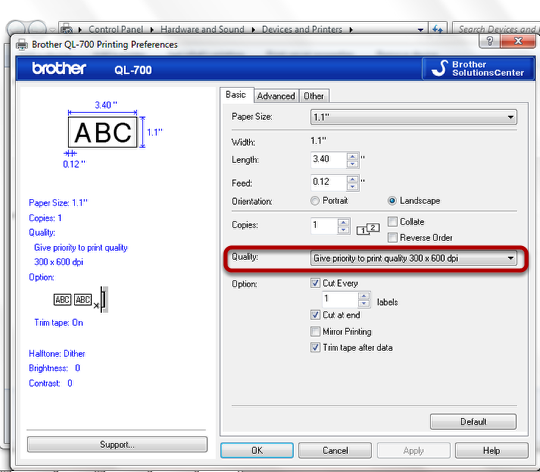 Control Panel ▸ Hardware and Sound ▸ Devices and Printers ▸
Search Devices and
Brother QL-700 Printing Preferences
brother QL-700
Brother
SolutionsCenter
3.40 "
ABC
1.1"
0.12 "
Paper Size: 1.1"
Copies: 1
Quality:
Give priority to print quality
300 x 600 dpi
Option:
ABC ABC
Trim tape: On
Halftone: Dither
Brightness: 0
Contrast: 0
Support...
Basic Advanced Other
Paper Size: 1.1"
Width: 1.1"
Length: 3.40 "
Feed: 0.12 "
Orientation: Portrait Landscape
Copies: 1 1 2 Collate
Reverse Order
Quality: Give priority to print quality 300 x 600 dpi
Option: Cut Every
1 labels
Cut at end
Mirror Printing
Trim tape after data
Default
OK Cancel Apply Help